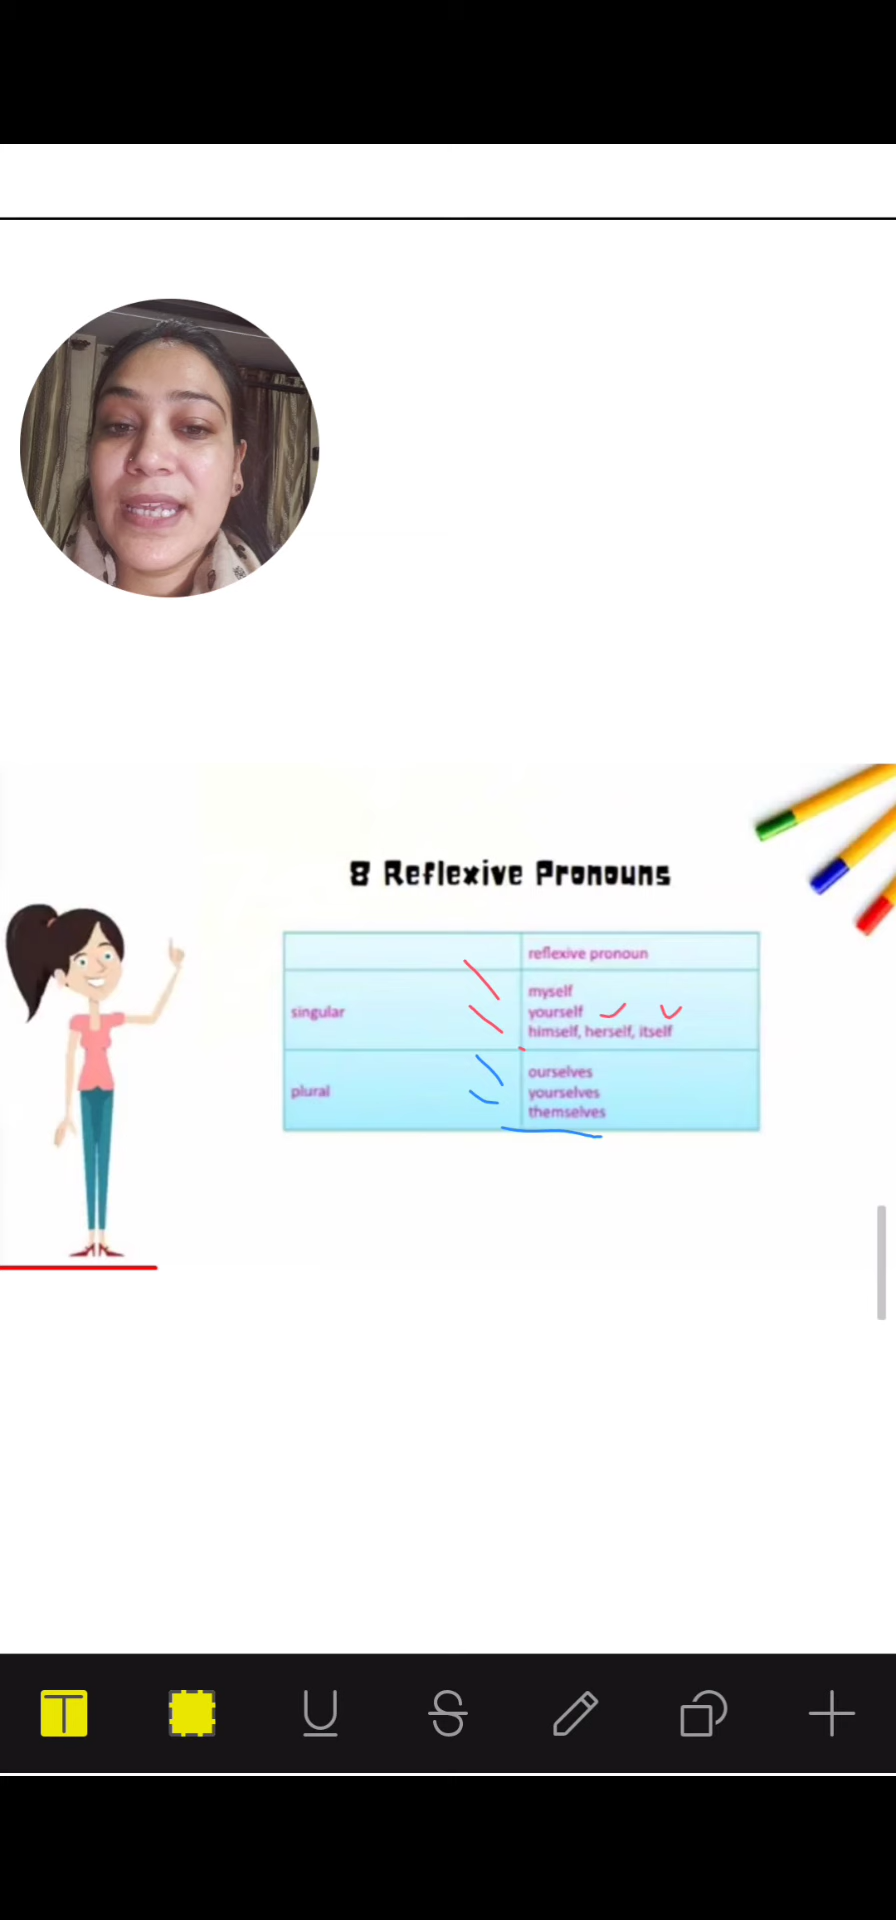 8 Reflexive Pronouns
reflexive pronoun
singular
myself
yourself
himself, herself, itself
plural
ourselves
yourselves
themselves